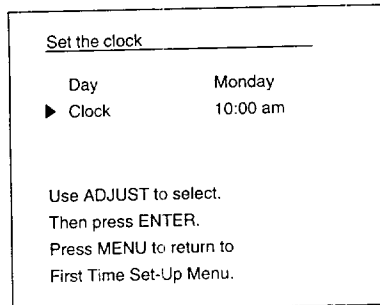 Set the clock
Day Monday
▶ Clock 10:00 am
Use ADJUST to select.
Then press ENTER.
Press MENU to return to
First Time Set-Up Menu.